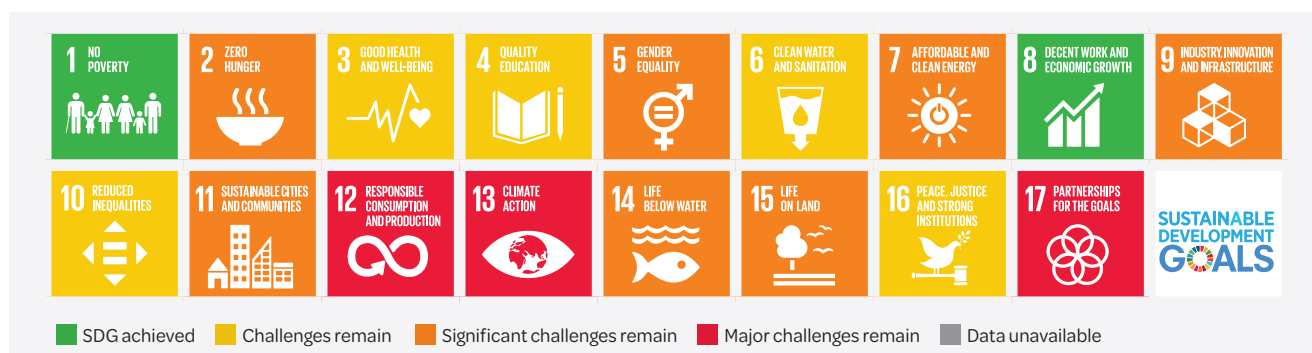 1 NO
POVERTY
2 ZERO
HUNGER
3 GOOD HEALTH
AND WELL-BEING
4 QUALITY
EDUCATION
5 GENDER
EQUALITY
6 CLEAN WATER
AND SANITATION
7 AFFORDABLE AND
CLEAN ENERGY
8 DECENT WORK AND
ECONOMIC GROWTH
9 INDUSTRY, INNOVATION
AND INFRASTRUCTURE
10 REDUCED
INEQUALITIES
11 SUSTAINABLE CITIES
AND COMMUNITIES
12 RESPONSIBLE
CONSUMPTION
AND PRODUCTION
13 CLIMATE
ACTION
14 LIFE
BELOW WATER
15 LIFE
ON LAND
16 PEACE, JUSTICE
AND STRONG
INSTITUTIONS
17 PARTNERSHIPS
FOR THE GOALS
SUSTAINABLE
DEVELOPMENT
GOALS
SDG achieved
Challenges remain
Significant challenges remain
Major challenges remain
Data unavailable